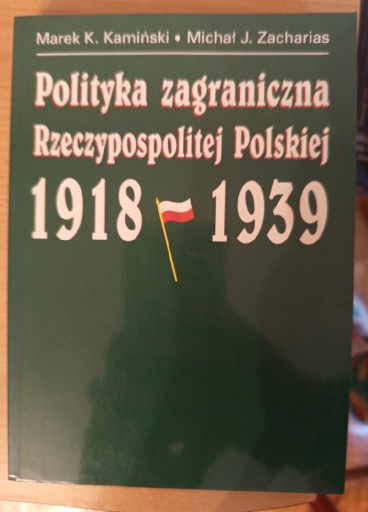 Marek K. Kamiński • Michał J. Zacharias
Polityka zagraniczna
Rzeczypospolitej Polskiej
1918 - 1939